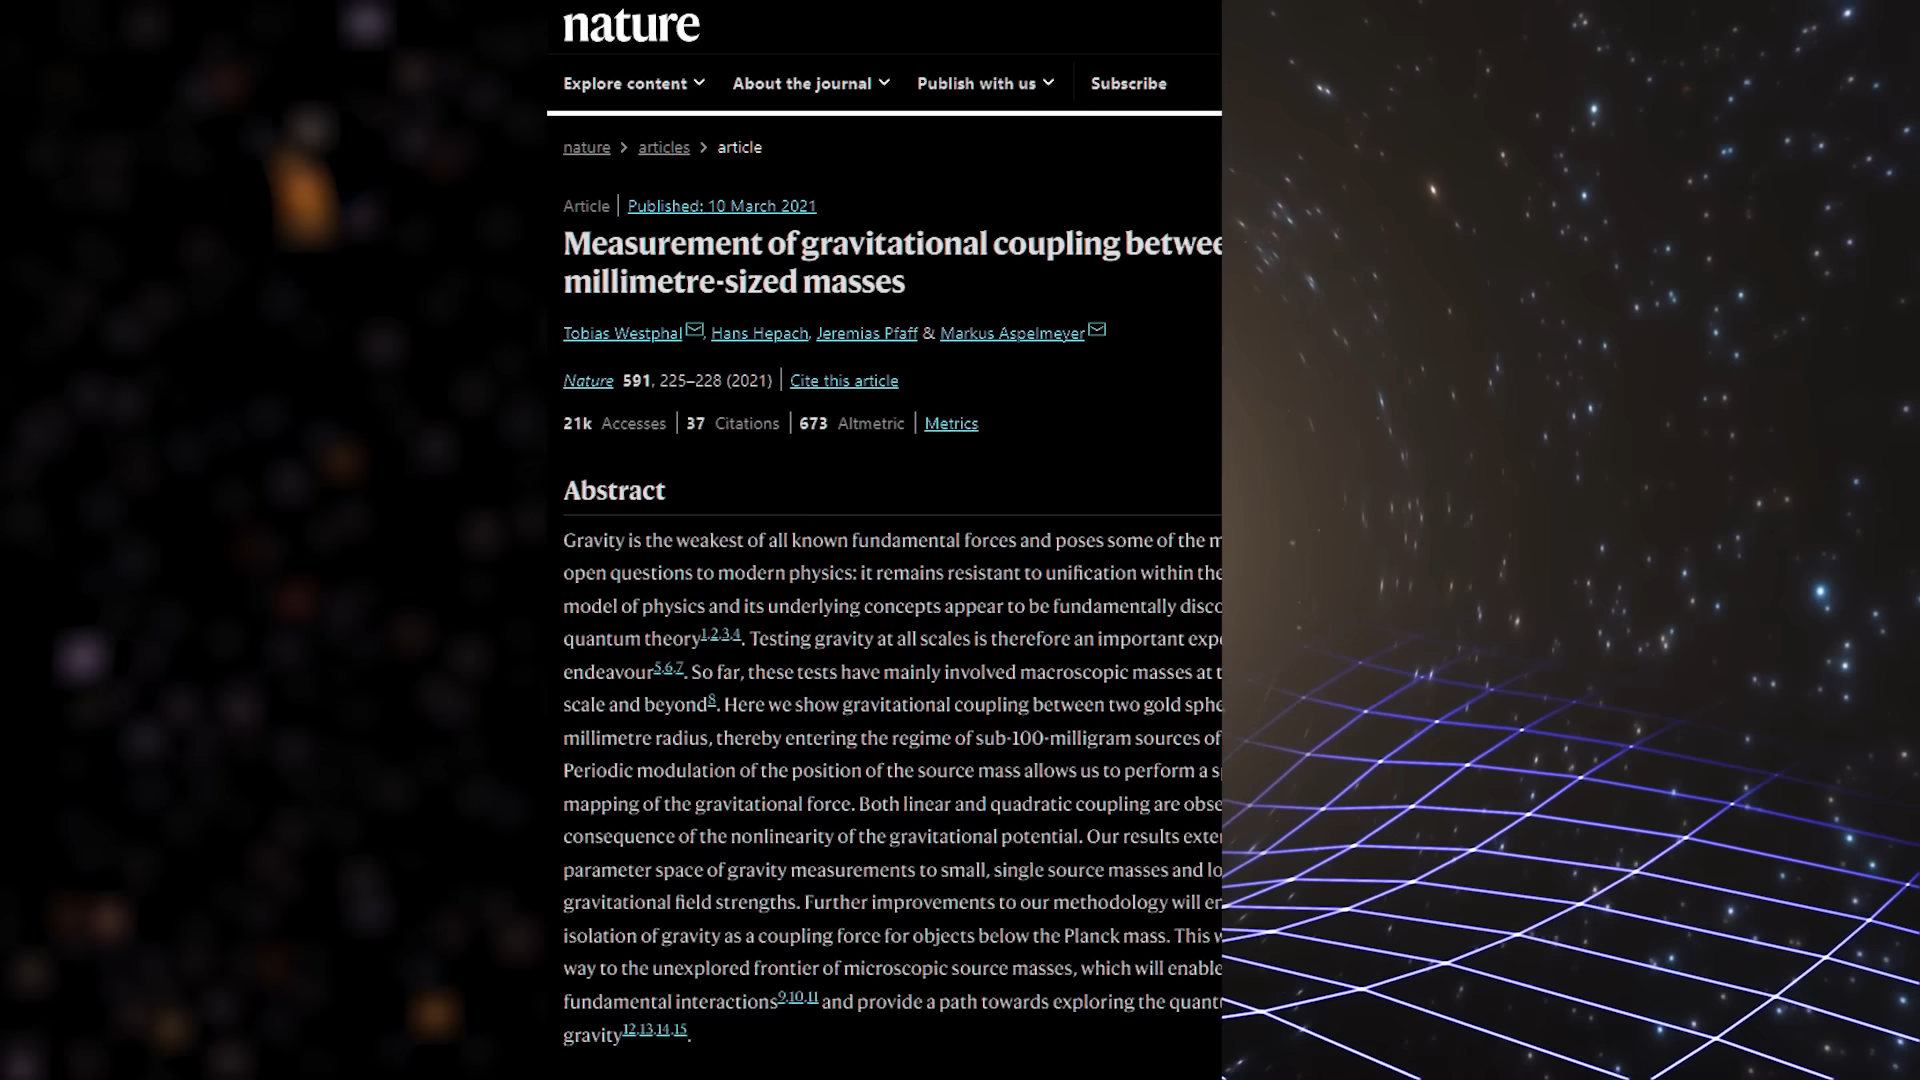 nature
Explore content About the journal Publish with us Subscribe
nature > articles > article
Article | Published: 10 March 2021
Measurement of gravitational coupling betwee
millimetre-sized masses
Tobias Westphal, Hans Hepach, Jeremias Pfaff & Markus Aspelmeyer
Nature 591, 225–228 (2021) | Cite this article
21k Accesses | 37 Citations | 673 Altmetric | Metrics
Abstract
Gravity is the weakest of all known fundamental forces and poses some of the m
open questions to modern physics: it remains resistant to unification within the
model of physics and its underlying concepts appear to be fundamentally disco
quantum theory1,2,3,4. Testing gravity at all scales is therefore an important expe
endeavour5,6,7. So far, these tests have mainly involved macroscopic masses at t
scale and beyond8. Here we show gravitational coupling between two gold sphe
millimetre radius, thereby entering the regime of sub-100-milligram sources of
Periodic modulation of the position of the source mass allows us to perform a s
mapping of the gravitational force. Both linear and quadratic coupling are obse
consequence of the nonlinearity of the gravitational potential. Our results exte
parameter space of gravity measurements to small, single source masses and lo
gravitational field strengths. Further improvements to our methodology will en
isolation of gravity as a coupling force for objects below the Planck mass. This w
way to the unexplored frontier of microscopic source masses, which will enable
fundamental interactions9,10,11 and provide a path towards exploring the quant
gravity12,13,14,15.